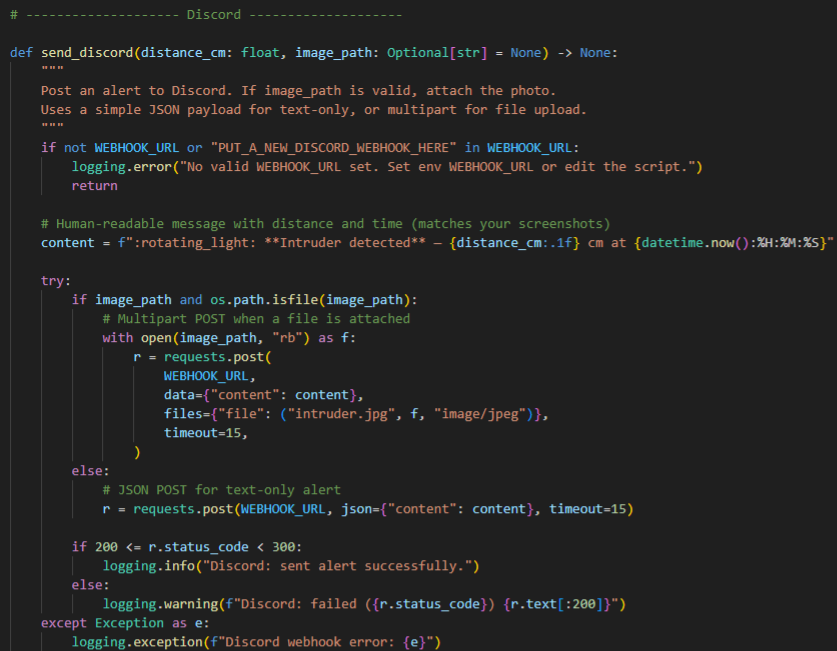 # -------------------- Discord --------------------
def send_discord(distance_cm: float, image_path: Optional[str] = None) -> None:
    """
    Post an alert to Discord. If image_path is valid, attach the photo.
    Uses a simple JSON payload for text-only, or multipart for file upload.
    """
    if not WEBHOOK_URL or "PUT_A_NEW_DISCORD_WEBHOOK_HERE" in WEBHOOK_URL:
        logging.error("No valid WEBHOOK_URL set. Set env WEBHOOK_URL or edit the script.")
        return
    # Human-readable message with distance and time (matches your screenshots)
    content = f":rotating_light: **Intruder detected** — {distance_cm:.1f} cm at {datetime.now():%H:%M:%S}"
    try:
        if image_path and os.path.isfile(image_path):
            # Multipart POST when a file is attached
            with open(image_path, "rb") as f:
                r = requests.post(
                    WEBHOOK_URL,
                    data={"content": content},
                    files={"file": ("intruder.jpg", f, "image/jpeg")},
                    timeout=15,
                )
        else:
            # JSON POST for text-only alert
            r = requests.post(WEBHOOK_URL, json={"content": content}, timeout=15)
        if 200 <= r.status_code < 300:
            logging.info("Discord: sent alert successfully.")
        else:
            logging.warning(f"Discord: failed ({r.status_code}) {r.text[:200]}")
    except Exception as e:
        logging.exception(f"Discord webhook error: {e}")